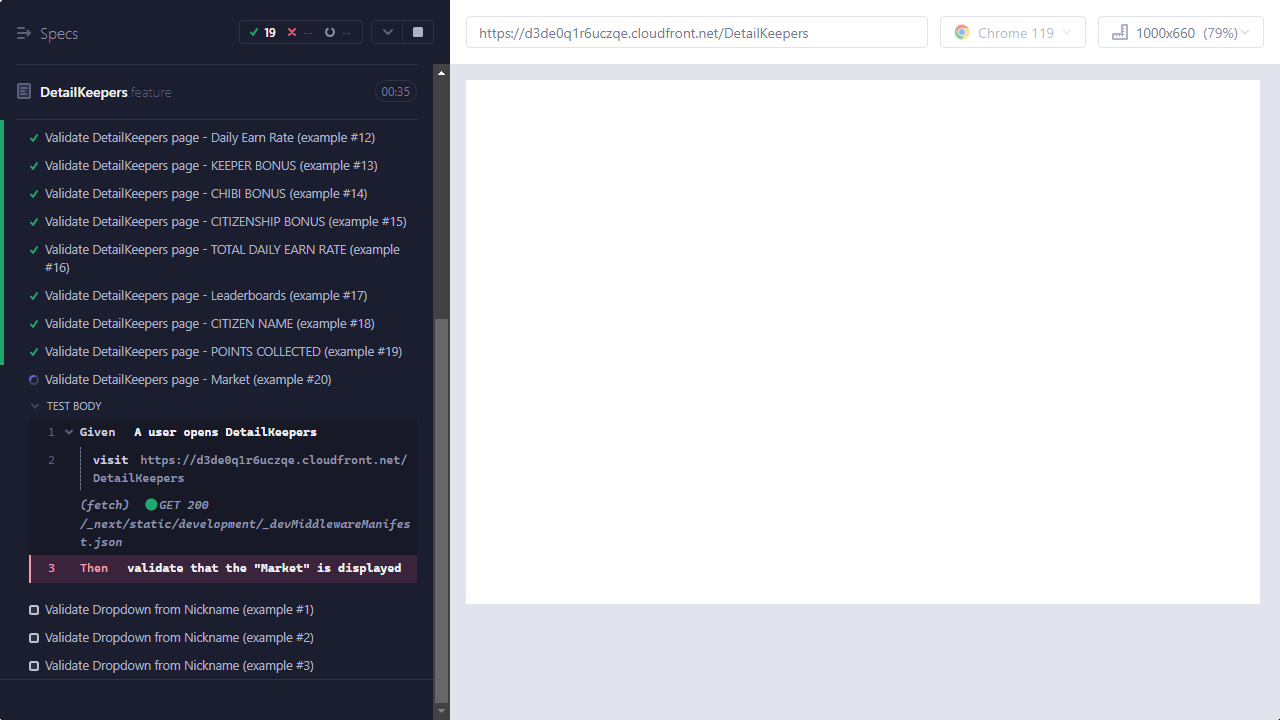 Specs
19 -- --
DetailKeepers feature
00:35
Validate DetailKeepers page - Daily Earn Rate (example #12)
Validate DetailKeepers page - KEEPER BONUS (example #13)
Validate DetailKeepers page - CHIBI BONUS (example #14)
Validate DetailKeepers page - CITIZENSHIP BONUS (example #15)
Validate DetailKeepers page - TOTAL DAILY EARN RATE (example
#16)
Validate DetailKeepers page - Leaderboards (example #17)
Validate DetailKeepers page - CITIZEN NAME (example #18)
Validate DetailKeepers page - POINTS COLLECTED (example #19)
Validate DetailKeepers page - Market (example #20)
TEST BODY
1 Given A user opens DetailKeepers
2 visit https://d3de0q1r6uczqe.cloudfront.net/
DetailKeepers
(fetch) GET 200
/_next/static/development/_devMiddlewareManifes
t.json
3 Then validate that the "Market" is displayed
Validate Dropdown from Nickname (example #1)
Validate Dropdown from Nickname (example #2)
Validate Dropdown from Nickname (example #3)
https://d3de0q1r6uczqe.cloudfront.net/DetailKeepers
Chrome 119
1000x660 (79%)